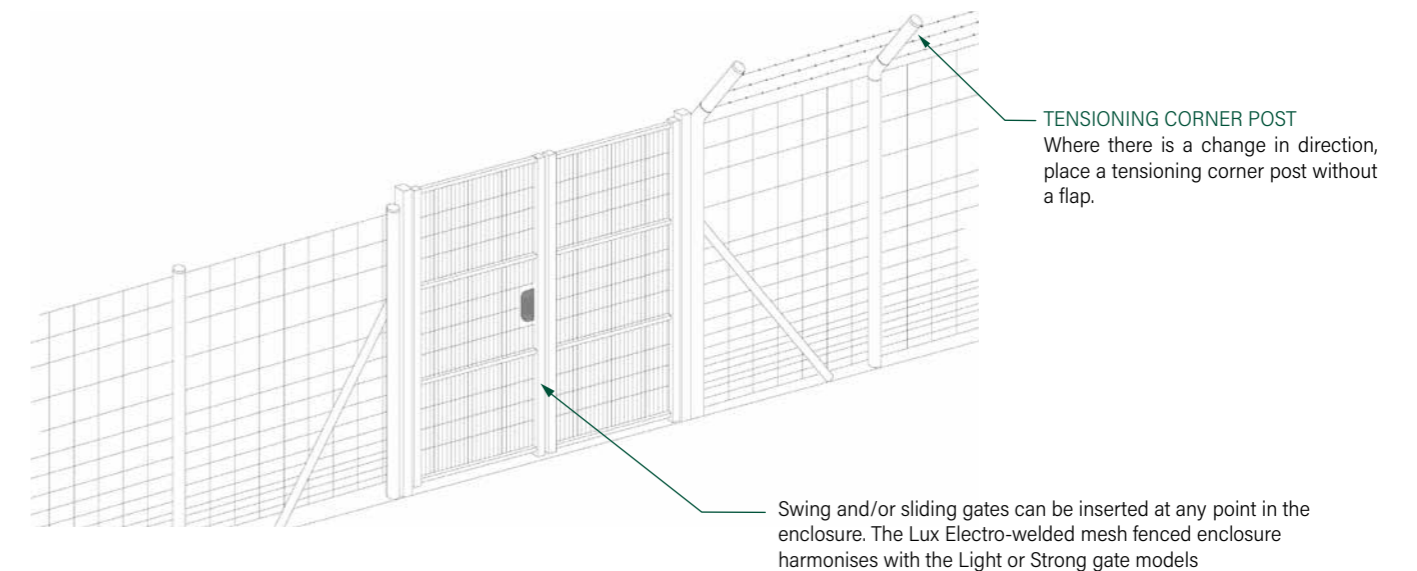 TENSIONING CORNER POST
Where there is a change in direction,
place a tensioning corner post without
a flap.
Swing and/or sliding gates can be inserted at any point in the
enclosure. The Lux Electro-welded mesh fenced enclosure
harmonises with the Light or Strong gate models